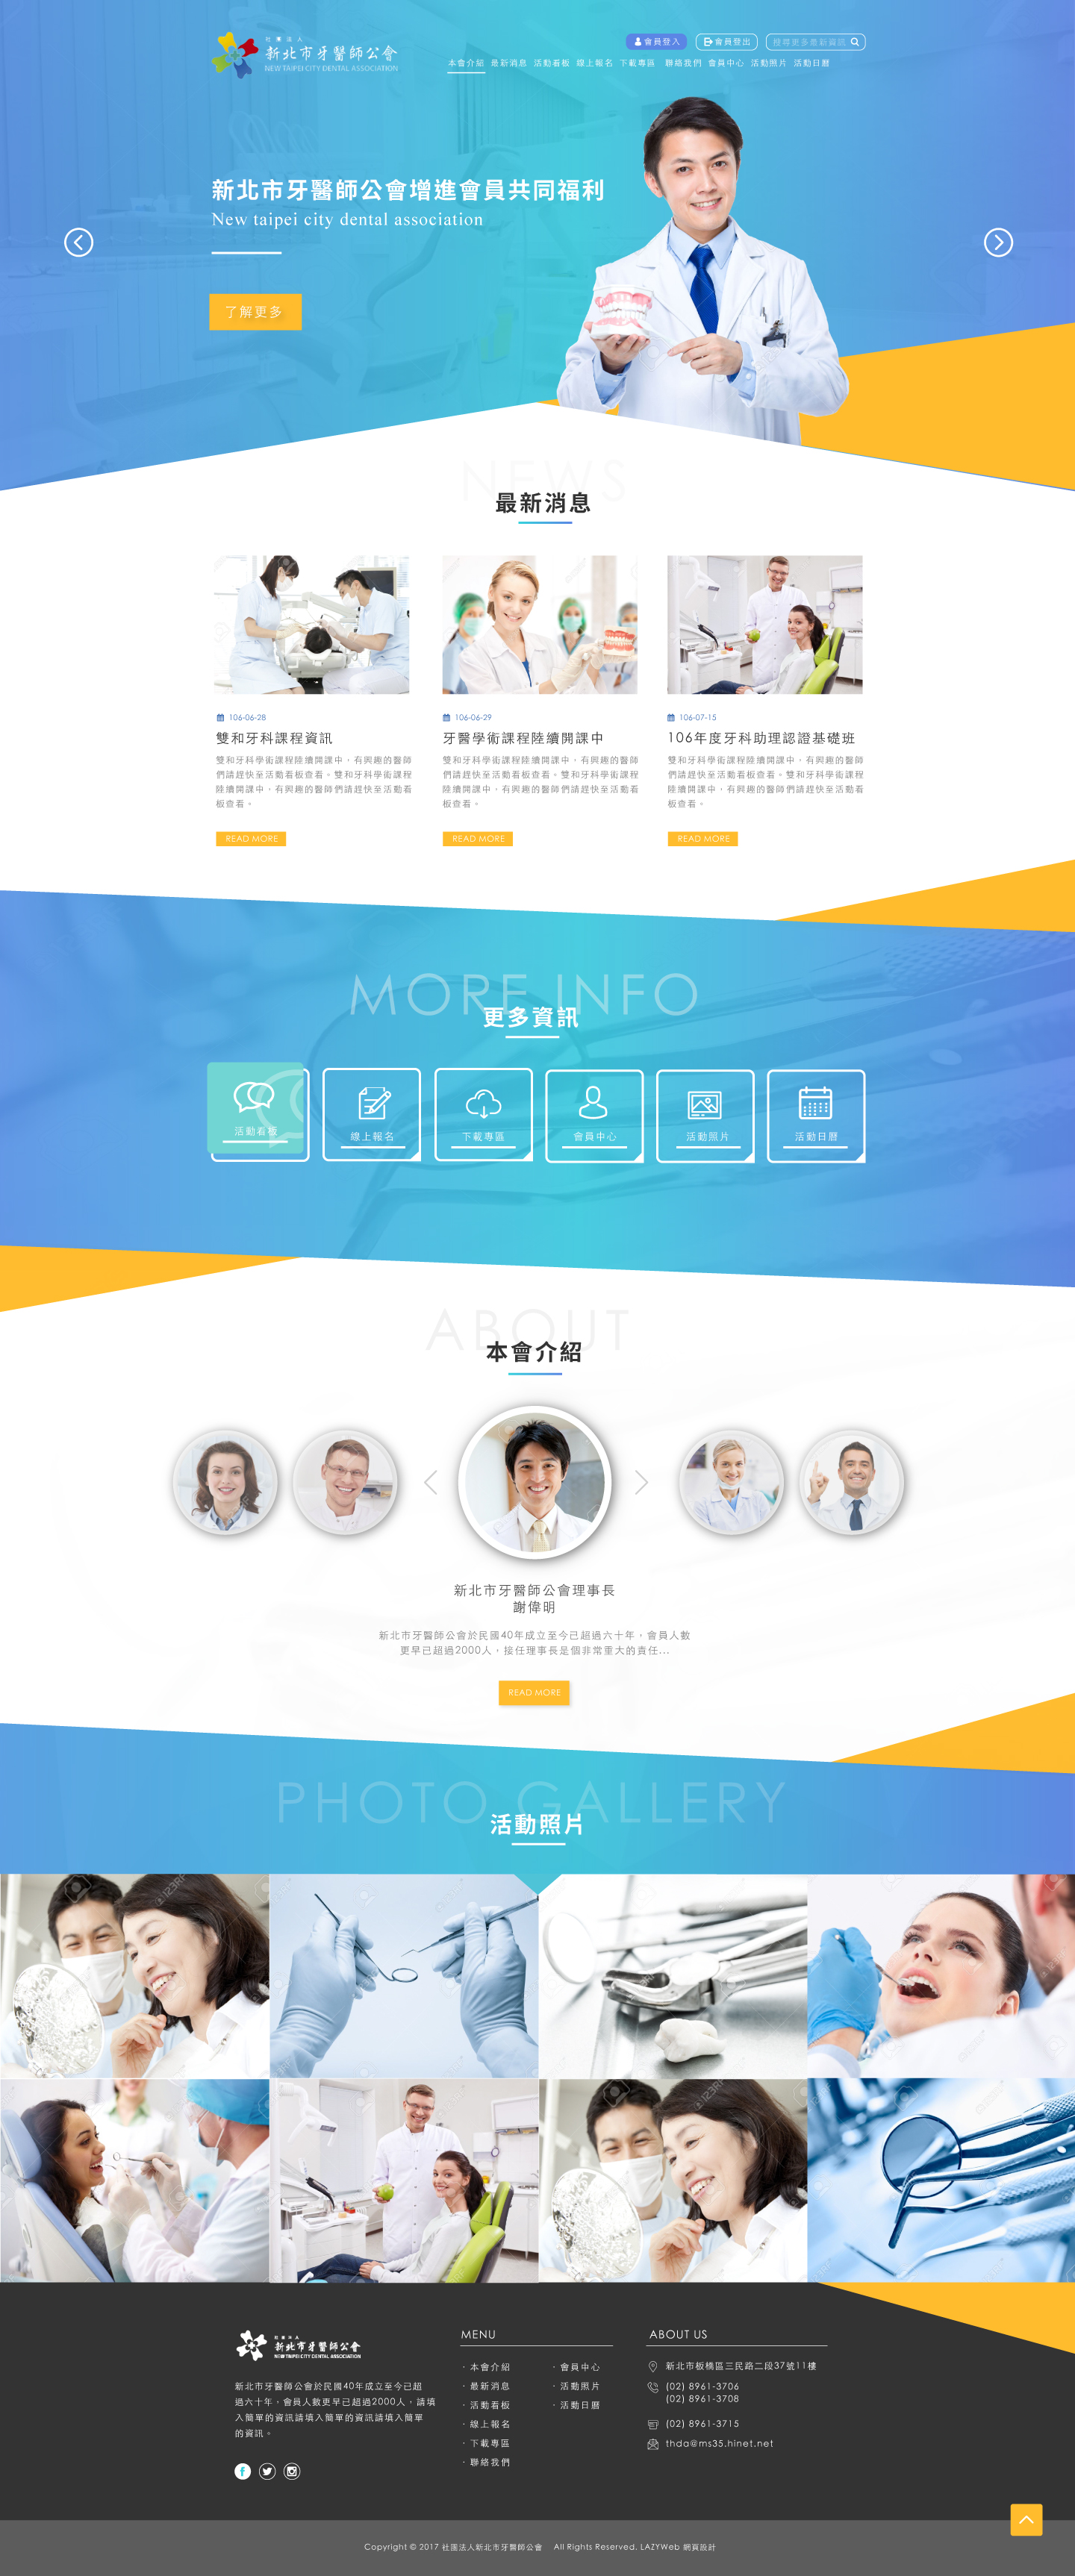 社團法人
新北市牙醫師公會
NEW TAIPEI CITY DENTAL ASSOCIATION
會員登入 會員登出 搜尋更多最新資訊
本會介紹 最新消息 活動看板 線上報名 下載專區 聯絡我們 會員中心 活動照片 活動日曆
新北市牙醫師公會增進會員共同福利
New taipei city dental association
了解更多
NEWS
最新消息
106-06-28
雙和牙科課程資訊
雙和牙科學術課程陸續開課中，有興趣的醫師
們請趕快至活動看板查看。雙和牙科學術課程
陸續開課中，有興趣的醫師們請趕快至活動看
板查看。
READ MORE
106-06-29
牙醫學術課程陸續開課中
雙和牙科學術課程陸續開課中，有興趣的醫師
們請趕快至活動看板查看。雙和牙科學術課程
陸續開課中，有興趣的醫師們請趕快至活動看
板查看。
READ MORE
106-07-15
106年度牙科助理認證基礎班
雙和牙科學術課程陸續開課中，有興趣的醫師
們請趕快至活動看板查看。雙和牙科學術課程
陸續開課中，有興趣的醫師們請趕快至活動看
板查看。
READ MORE
MORE INFO
更多資訊
活動看板
線上報名
下載專區
會員中心
活動照片
活動日曆
ABOUT
本會介紹
新北市牙醫師公會理事長
謝偉明
新北市牙醫師公會於民國40年成立至今已超過六十年，會員人數
更早已超過2000人，接任理事長是個非常重大的責任...
READ MORE
PHOTO GALLERY
活動照片
社團法人
新北市牙醫師公會
NEW TAIPEI CITY DENTAL ASSOCIATION
新北市牙醫師公會於民國40年成立至今已超
過六十年，會員人數更早已超過2000人，請填
入簡單的資訊請填入簡單的資訊請填入簡單
的資訊。
MENU
· 本會介紹
· 最新消息
· 活動看板
· 線上報名
· 下載專區
· 聯絡我們
· 會員中心
· 活動照片
· 活動日曆
ABOUT US
新北市板橋區三民路二段37號11樓
(02) 8961-3706
(02) 8961-3708
(02) 8961-3715
thda@ms35.hinet.net
Copyright © 2017 社團法人新北市牙醫師公會 All Rights Reserved. LAZYWeb 網頁設計